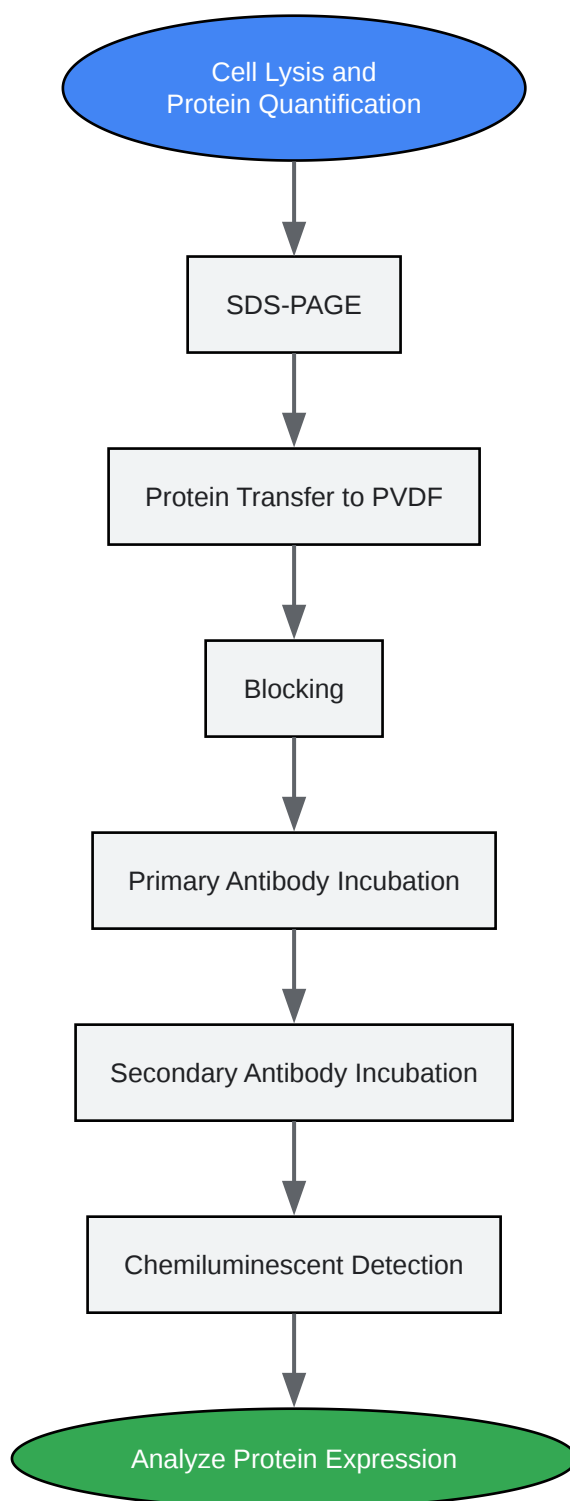 Cell Lysis and
Protein Quantification
SDS-PAGE
Protein Transfer to PVDF
Blocking
Primary Antibody Incubation
Secondary Antibody Incubation
Chemiluminescent Detection
Analyze Protein Expression